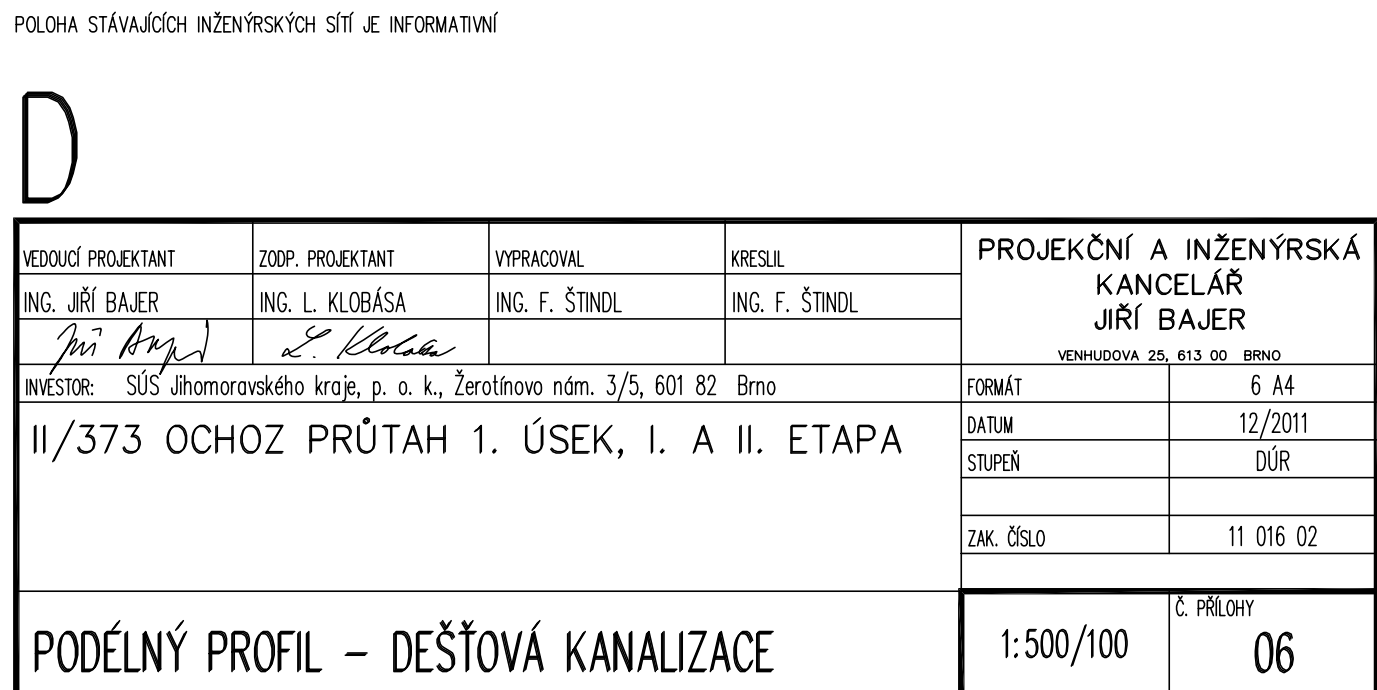 POLOHA STÁVAJÍCÍCH INŽENÝRSKÝCH SÍTÍ JE INFORMATIVNÍ
D
VEDOUCÍ PROJEKTANT ZODP. PROJEKTANT VYPRACOVAL KRESLIL
ING. JIŘÍ BAJER ING. L. KLOBÁSA ING. F. ŠTINDL ING. F. ŠTINDL
PROJEKČNÍ A INŽENÝRSKÁ
KANCELÁŘ
JIŘÍ BAJER
VENHUDOVA 25, 613 00 BRNO
INVESTOR: SÚS Jihomoravského kraje, p. o. k., Žerotínovo nám. 3/5, 601 82 Brno
II/373 OCHOZ PRŮTAH 1. ÚSEK, I. A II. ETAPA
FORMÁT 6 A4
DATUM 12/2011
STUPEŇ DÚR
ZAK. ČÍSLO 11 016 02
PODÉLNÝ PROFIL – DEŠŤOVÁ KANALIZACE
1:500/100
Č. PŘÍLOHY
06